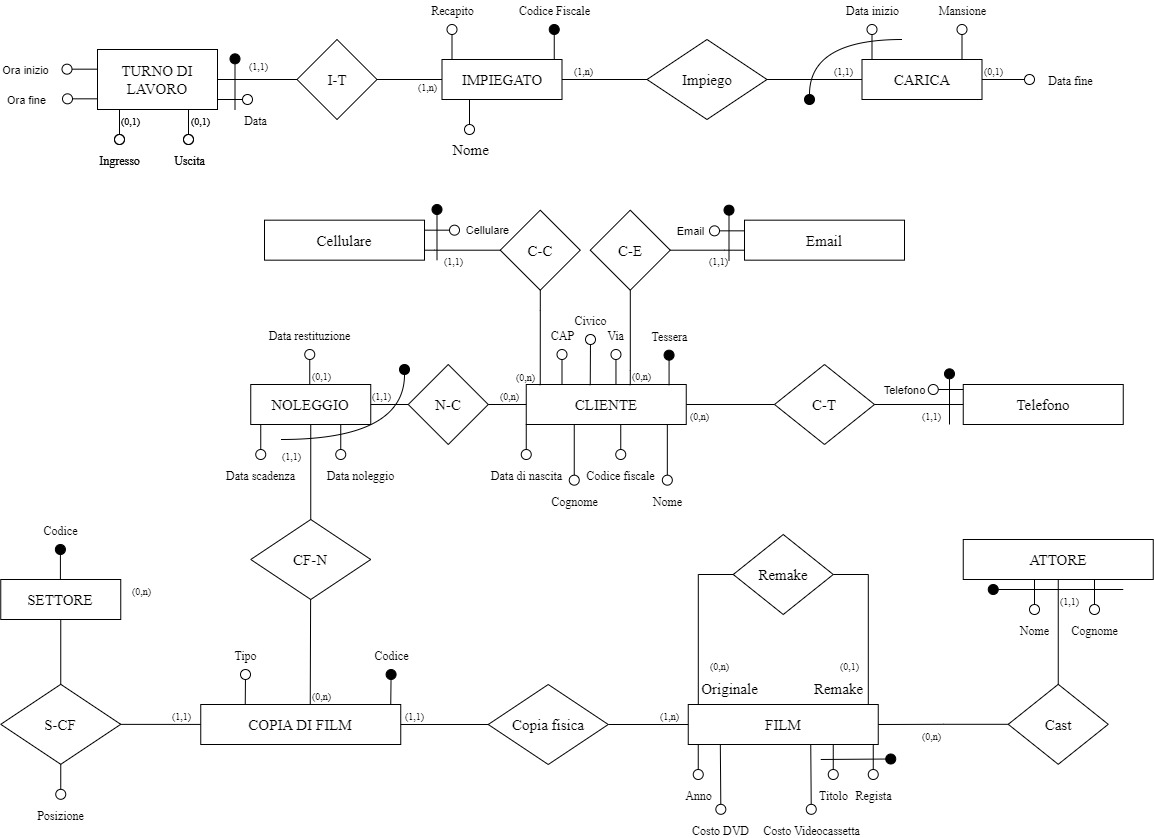 Recapito
Codice Fiscale
Data inizio
Mansione
Ora inizio
TURNO DI
LAVORO
(1,1)
I-T
IMPIEGATO
(1,n)
Impiego
(1,1)
CARICA
(0,1)
Data fine
(1,n)
Ora fine
(0,1)
(0,1)
Data
Ingresso
Uscita
Nome
Cellulare
Cellulare
C-C
C-E
Email
Email
(1,1)
(1,1)
Civico
Data restituzione
CAP
Via
Tessera
(0,1)
(0,n)
(0,n)
Telefono
NOLEGGIO
(1,1)
N-C
(0,n)
CLIENTE
(0,n)
C-T
(1,1)
Telefono
(1,1)
Data scadenza
Data noleggio
Data di nascita
Codice fiscale
Cognome
Nome
Codice
CF-N
Remake
ATTORE
SETTORE
(0,n)
(1,1)
Nome
Cognome
Tipo
Codice
(0,n)
(0,1)
(0,n)
Originale
Remake
S-CF
(1,1)
COPIA DI FILM
(1,1)
Copia fisica
(1,n)
FILM
(0,n)
Cast
Posizione
Anno
Titolo
Regista
Costo DVD
Costo Videocassetta